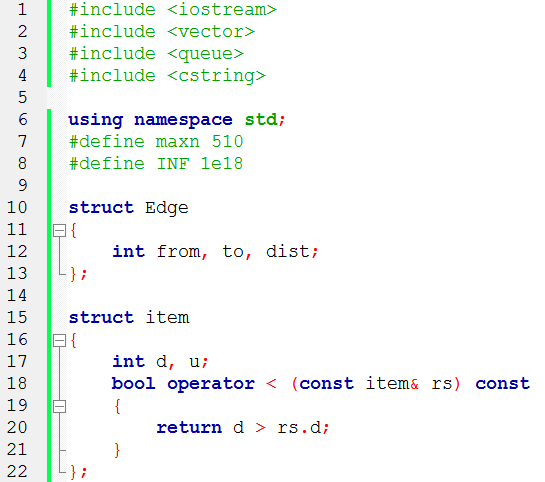 1 #include <iostream>
2 #include <vector>
3 #include <queue>
4 #include <cstring>
5
6 using namespace std;
7 #define maxn 510
8 #define INF 1e18
9
10 struct Edge
11 {
12     int from, to, dist;
13 };
14
15 struct item
16 {
17     int d, u;
18     bool operator < (const item& rs) const
19     {
20         return d > rs.d;
21     }
22 };